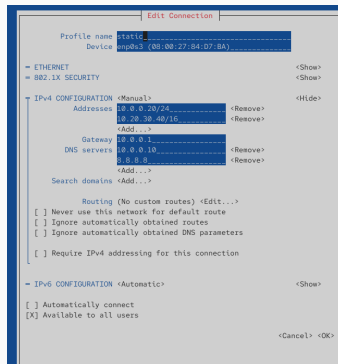 Edit Connection
Profile name static
Device enp0s3 (08:00:27:84:D7:BA)
= ETHERNET <Show>
= 802.1X SECURITY <Show>
IPv4 CONFIGURATION <Manual> <Hide>
Addresses 10.0.0.20/24 <Remove>
10.20.30.40/16 <Remove>
<Add...>
Gateway 10.0.0.1
DNS servers 10.0.0.10 <Remove>
8.8.8.8 <Remove>
<Add...>
Search domains <Add...>
Routing (No custom routes) <Edit...>
[ ] Never use this network for default route
[ ] Ignore automatically obtained routes
[ ] Ignore automatically obtained DNS parameters
[ ] Require IPv4 addressing for this connection
= IPv6 CONFIGURATION <Automatic> <Show>
[ ] Automatically connect
[X] Available to all users
<Cancel> <OK>